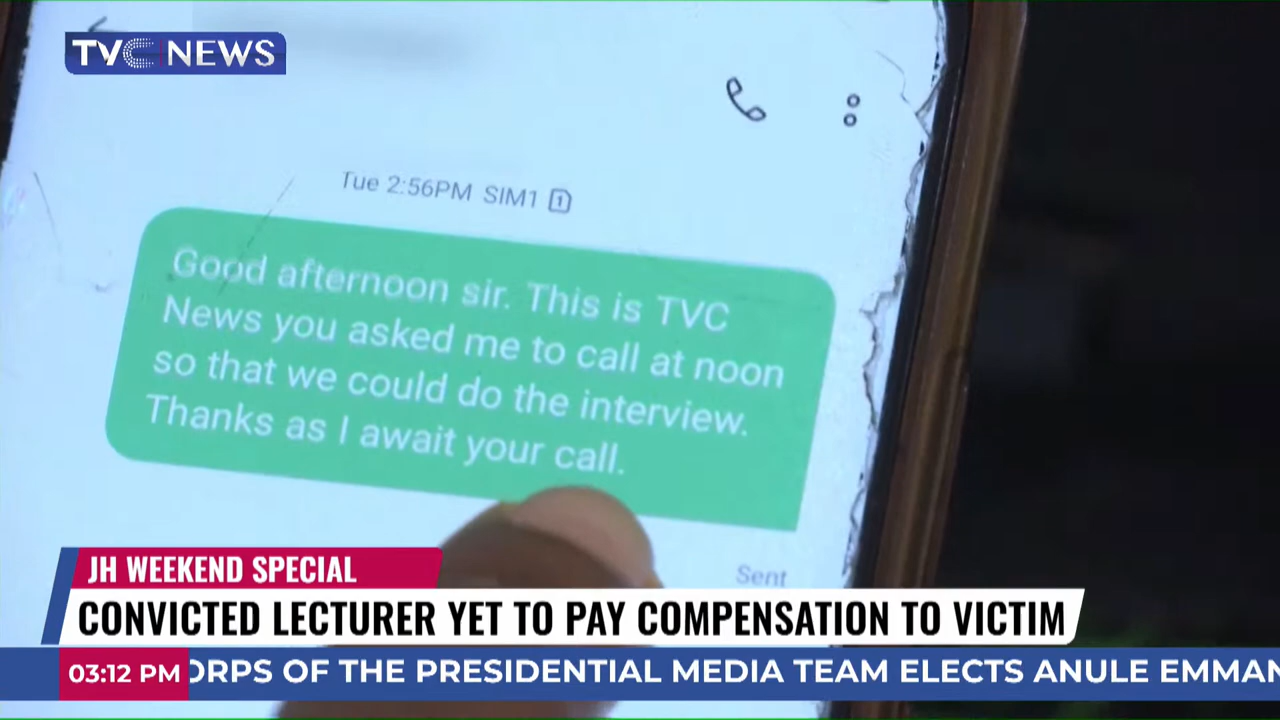 TVC NEWS
Tue 2:56PM SIM1 1
Good afternoon sir. This is TVC
News you asked me to call at noon
so that we could do the interview.
Thanks as I await your call.
Sent
JH WEEKEND SPECIAL
CONVICTED LECTURER YET TO PAY COMPENSATION TO VICTIM
03:12 PM
OF THE PRESIDENTIAL MEDIA TEAM ELECTS ANULE